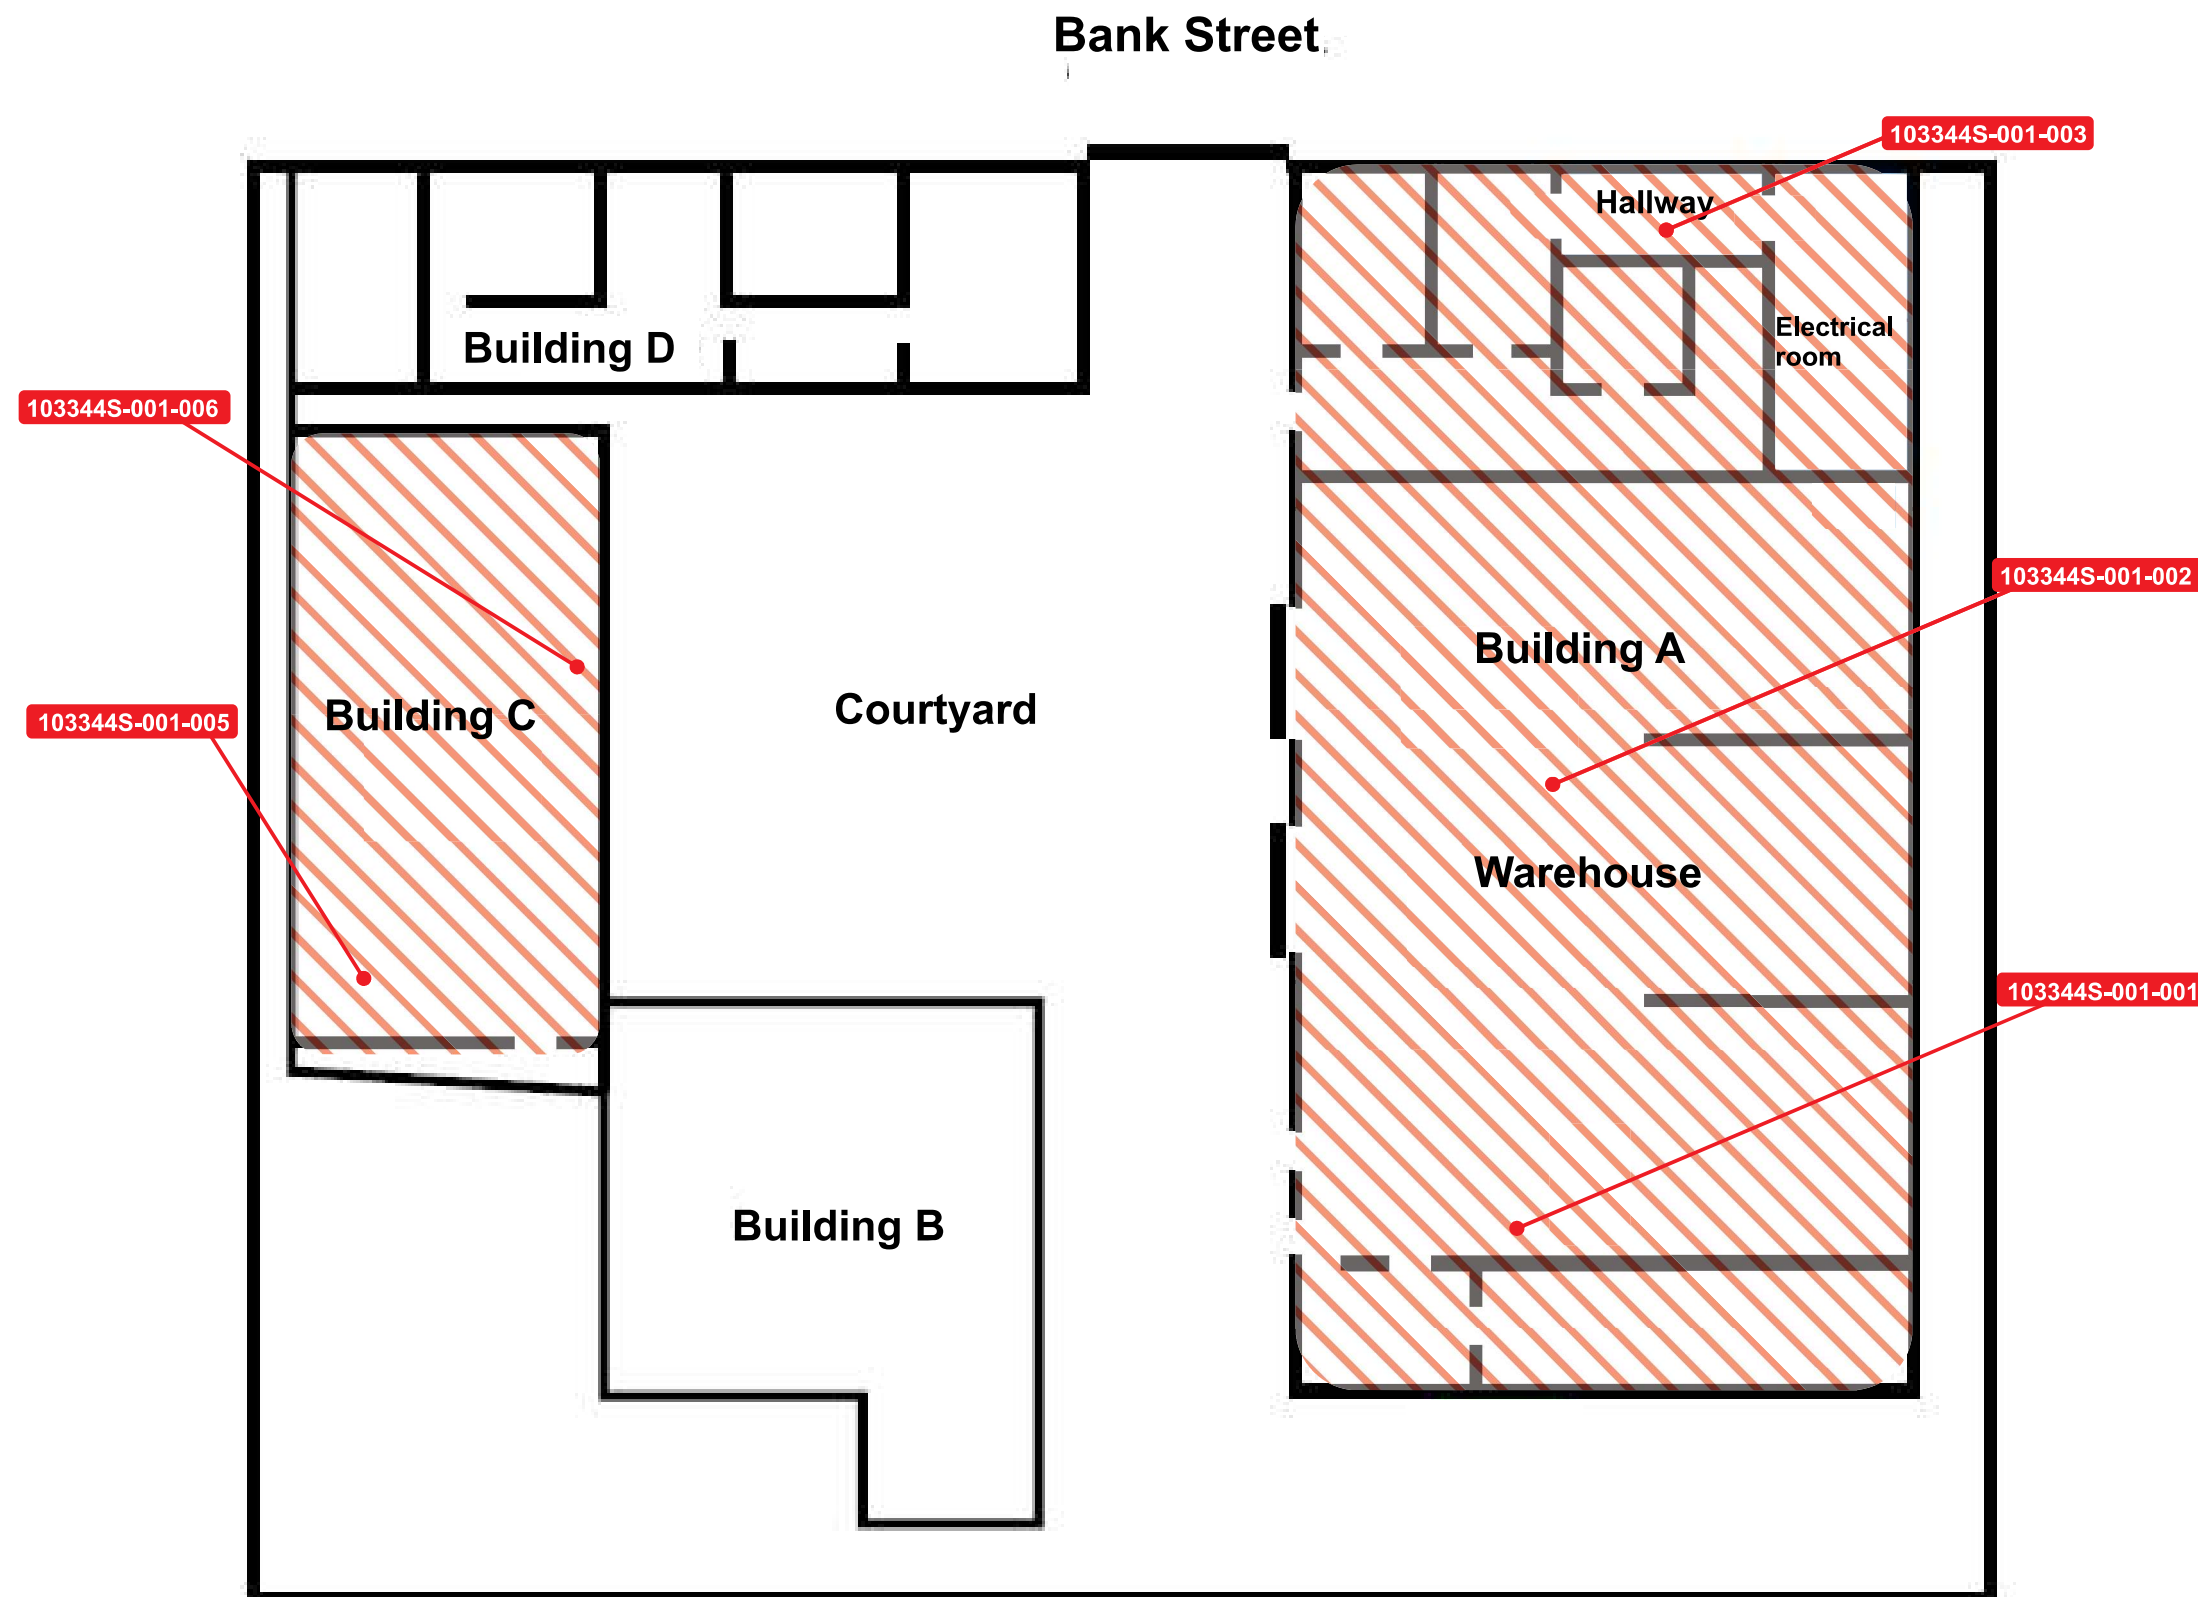 Bank Street
103344S-001-003
Hallway
Electrical
room
Building D
103344S-001-006
103344S-001-002
Building A
Building C
Courtyard
103344S-001-005
Warehouse
103344S-001-001
Building B